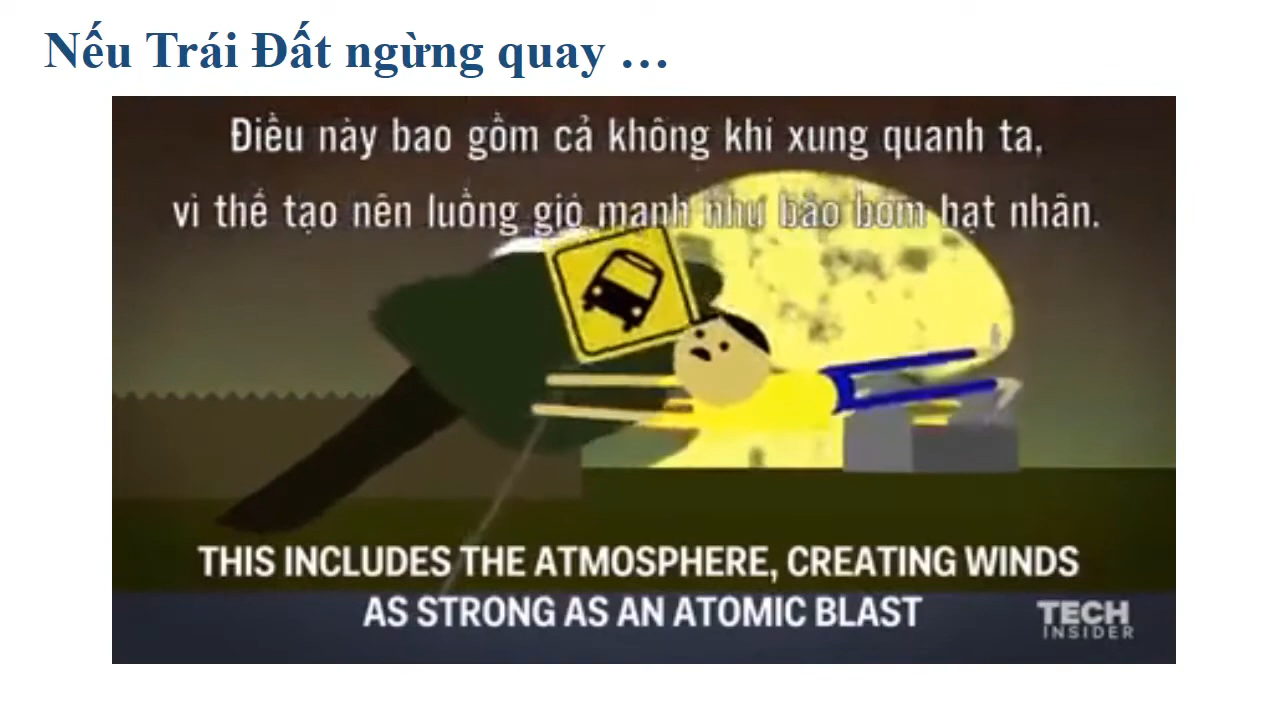 Nếu Trái Đất ngừng quay …
Điều này bao gồm cả không khí xung quanh ta,
vì thế tạo nên luồng gió mạnh như bão bom hạt nhân.
THIS INCLUDES THE ATMOSPHERE, CREATING WINDS
AS STRONG AS AN ATOMIC BLAST
TECH
INSIDER